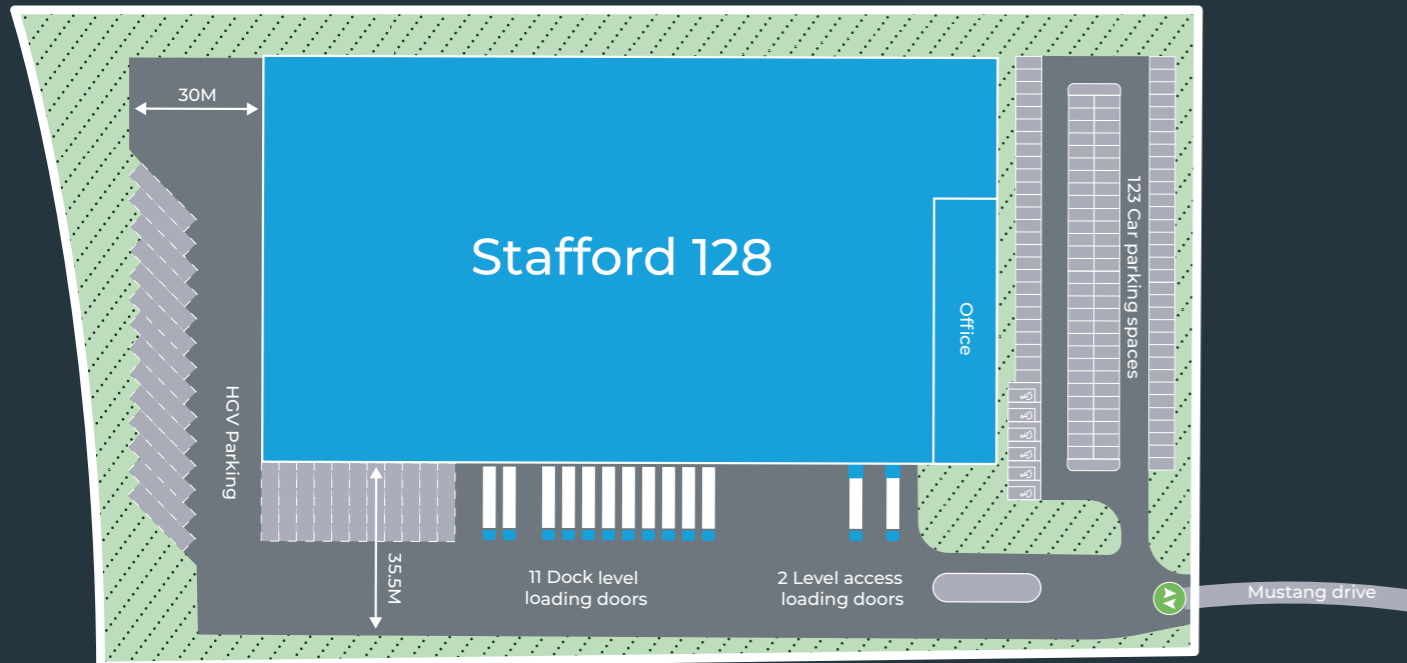 30M
Stafford 128
123 Car parking spaces
Office
HGV Parking
35.5M
11 Dock level
loading doors
2 Level access
loading doors
Mustang drive